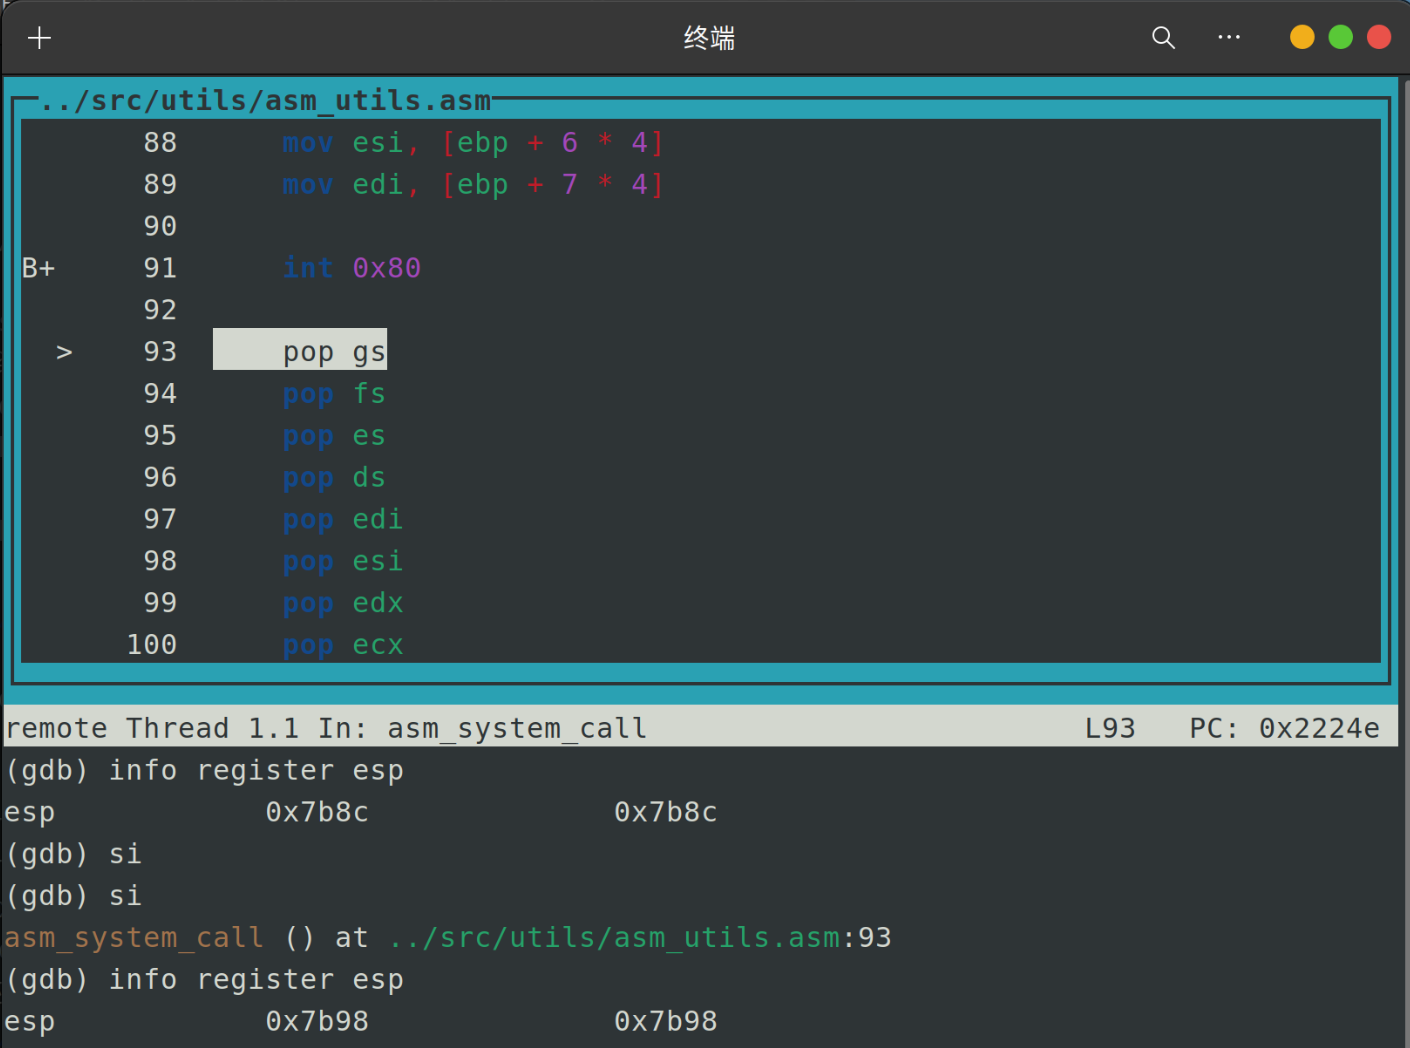 终端
../src/utils/asm_utils.asm
88 mov esi, [ebp + 6 * 4]
89 mov edi, [ebp + 7 * 4]
90
B+ 91 int 0x80
92
> 93 pop gs
94 pop fs
95 pop es
96 pop ds
97 pop edi
98 pop esi
99 pop edx
100 pop ecx
remote Thread 1.1 In: asm_system_call L93 PC: 0x2224e
(gdb) info register esp
esp 0x7b8c 0x7b8c
(gdb) si
(gdb) si
asm_system_call () at ../src/utils/asm_utils.asm:93
(gdb) info register esp
esp 0x7b98 0x7b98